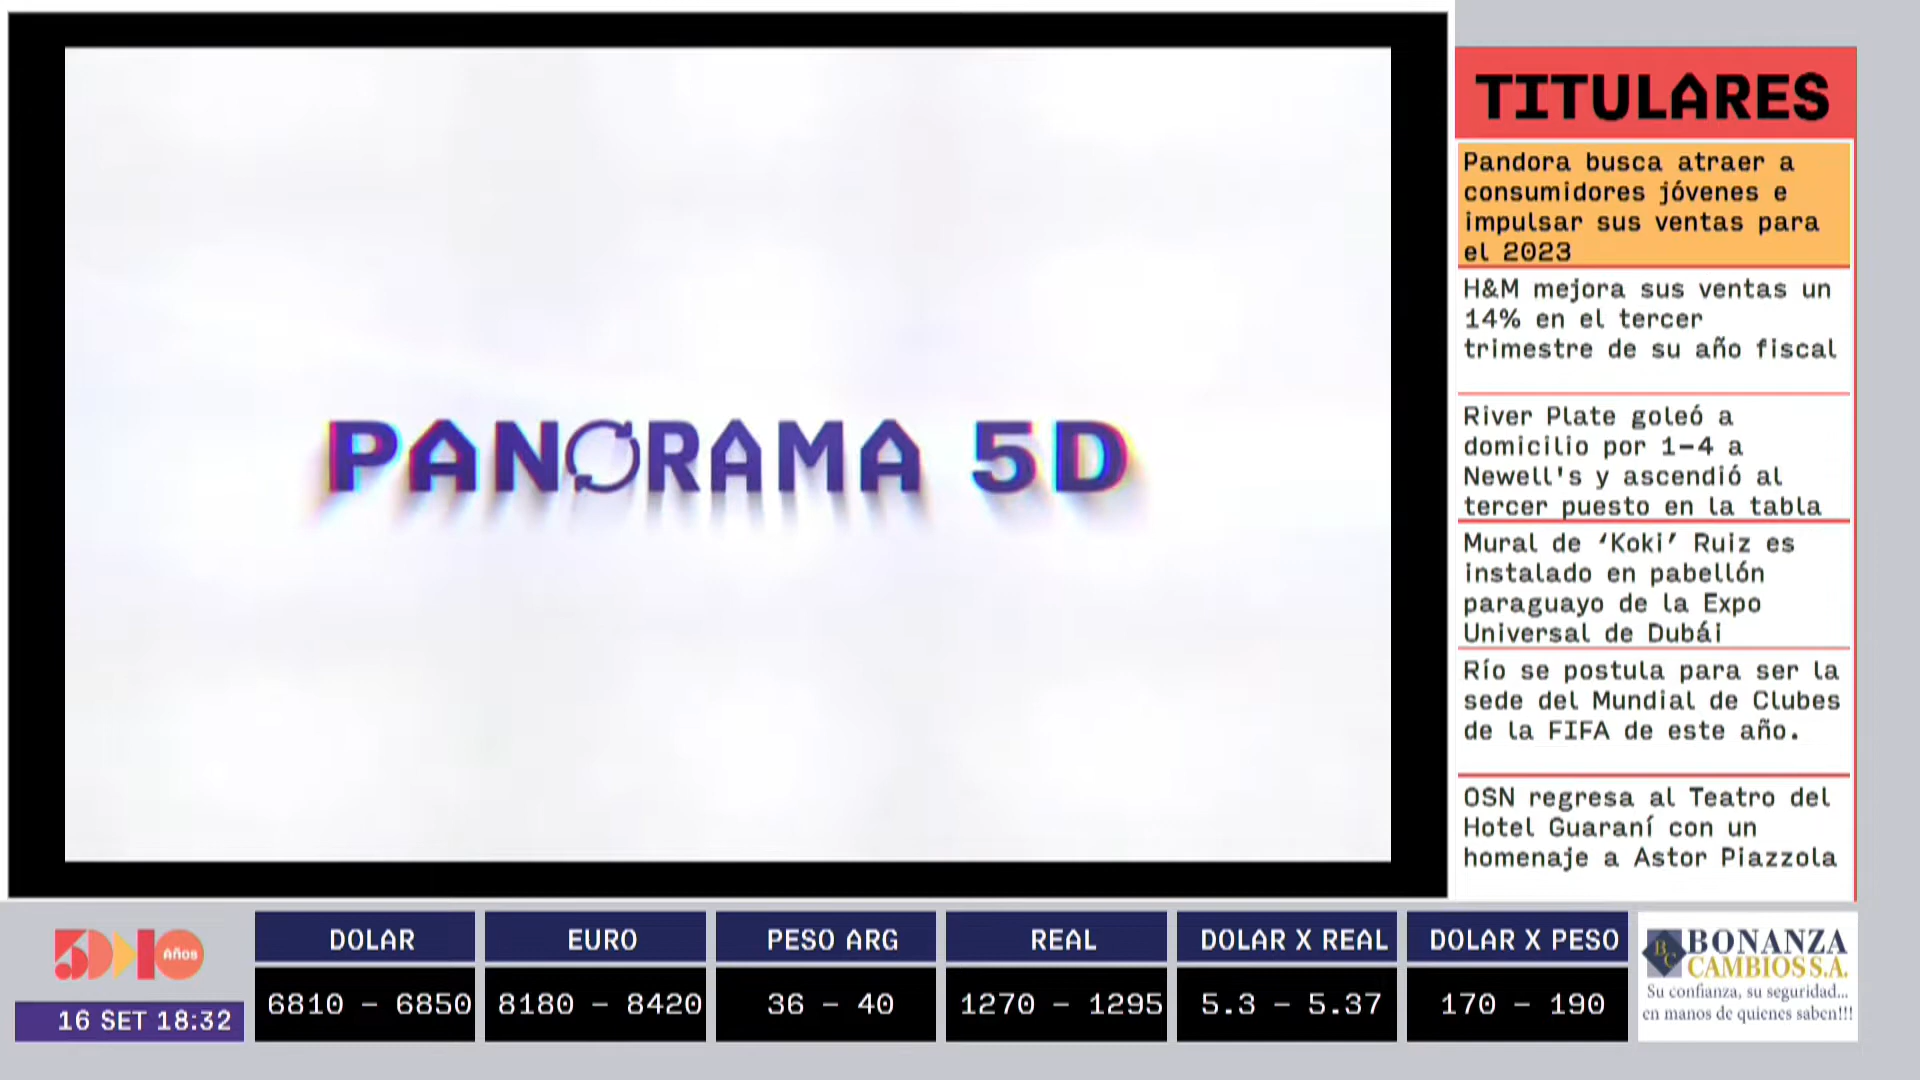 PANORAMA 5D
TITULARES
Pandora busca atraer a
consumidores jóvenes e
impulsar sus ventas para
el 2023
H&M mejora sus ventas un
14% en el tercer
trimestre de su año fiscal
River Plate goleó a
domicilio por 1-4 a
Newell's y ascendió al
tercer puesto en la tabla
Mural de ‘Koki’ Ruiz es
instalado en pabellón
paraguayo de la Expo
Universal de Dubái
Río se postula para ser la
sede del Mundial de Clubes
de la FIFA de este año.
OSN regresa al Teatro del
Hotel Guaraní con un
homenaje a Astor Piazzola
5D 10 Años
16 SET 18:32
DOLAR
6810 - 6850
EURO
8180 - 8420
PESO ARG
36 - 40
REAL
1270 - 1295
DOLAR X REAL
5.3 - 5.37
DOLAR X PESO
170 - 190
BC
BONANZA
CAMBIOS S.A.
Su confianza, su seguridad...
en manos de quienes saben!!!